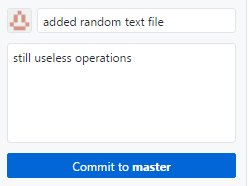 added random text file
still useless operations
Commit to master